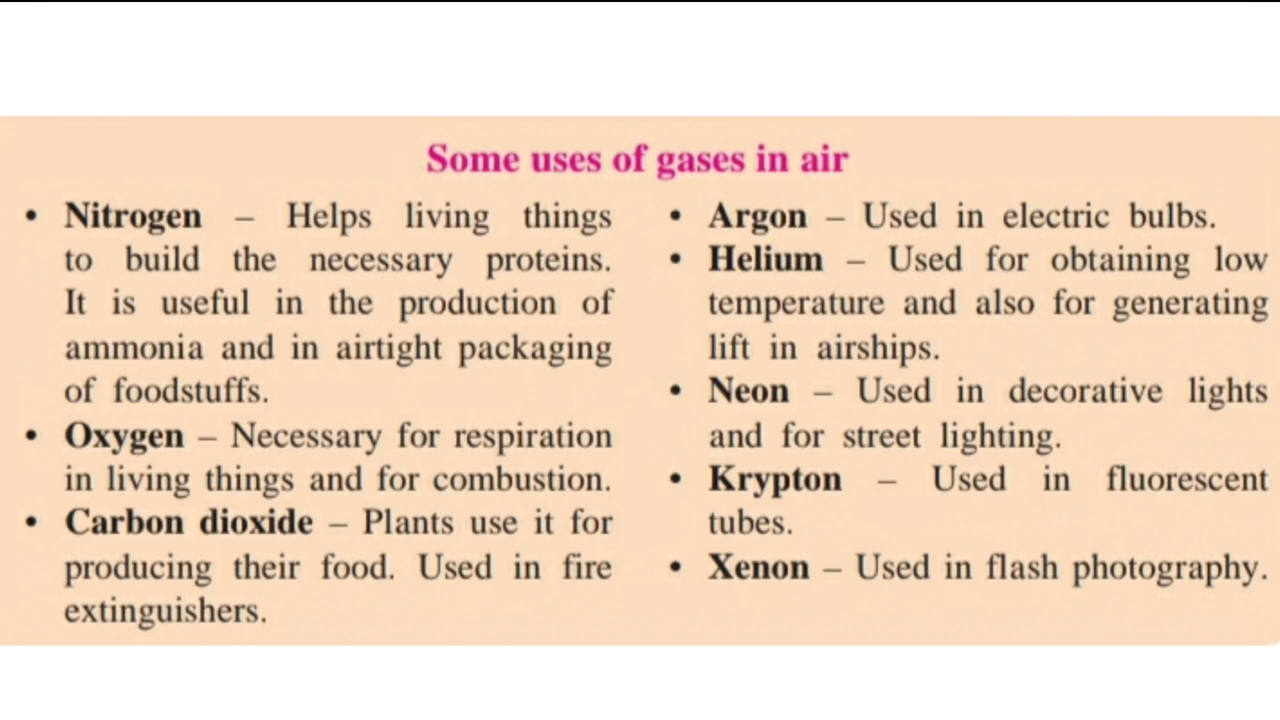 Some uses of gases in air
• Nitrogen – Helps living things
to build the necessary proteins.
It is useful in the production of
ammonia and in airtight packaging
of foodstuffs.
• Oxygen – Necessary for respiration
in living things and for combustion.
• Carbon dioxide – Plants use it for
producing their food. Used in fire
extinguishers.
• Argon – Used in electric bulbs.
• Helium – Used for obtaining low
temperature and also for generating
lift in airships.
• Neon – Used in decorative lights
and for street lighting.
• Krypton – Used in fluorescent
tubes.
• Xenon – Used in flash photography.